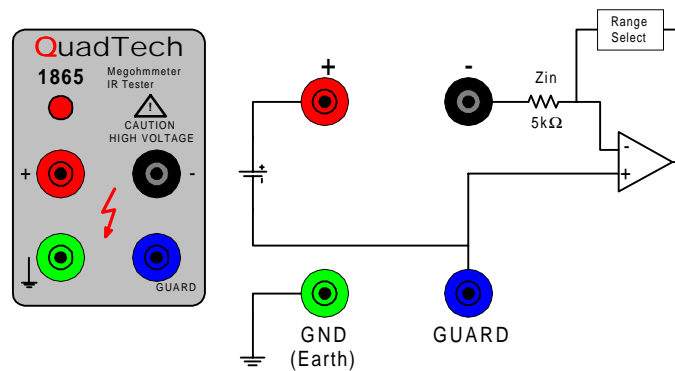 QuadTech
1865
Megohmmeter
IR Tester
!
CAUTION
HIGH VOLTAGE
+
-
GUARD
+
-
Zin
5kΩ
Range
Select
-
+
+
GND
(Earth)
GUARD